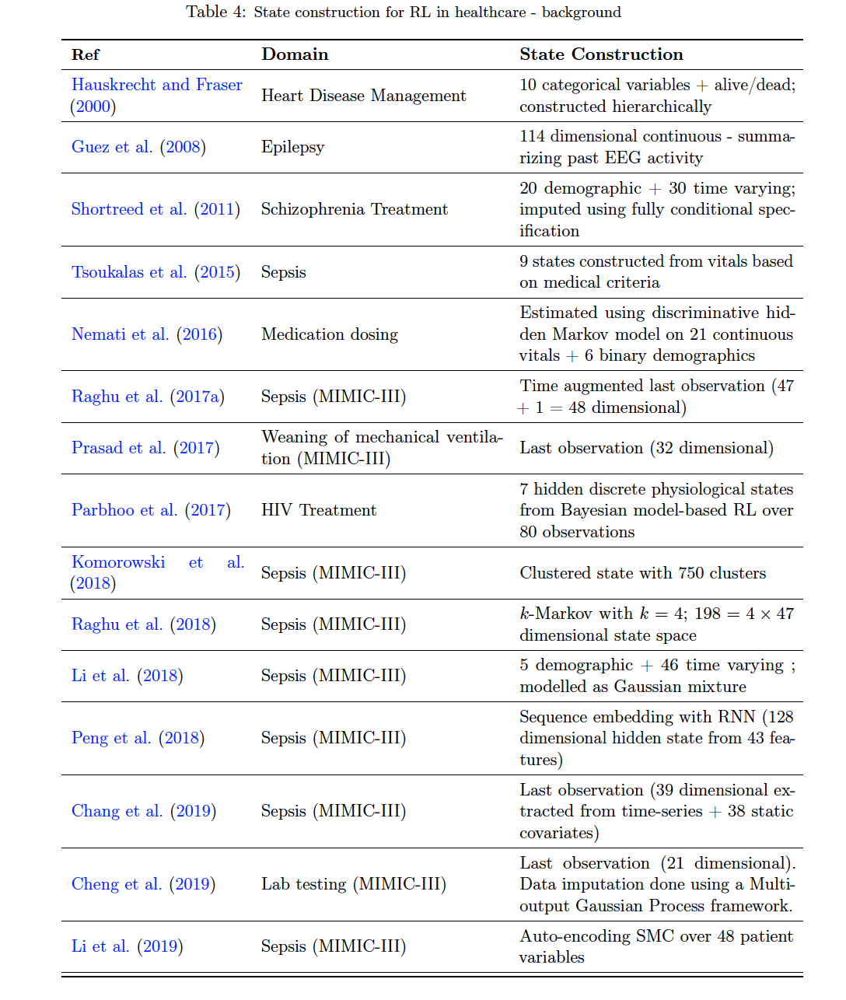 Table 4: State construction for RL in healthcare - background
Ref Domain State Construction
Hauskrecht and Fraser
(2000)
Heart Disease Management
10 categorical variables + alive/dead;
constructed hierarchically
Guez et al. (2008)
Epilepsy
114 dimensional continuous - summa-
rizing past EEG activity
Shortreed et al. (2011)
Schizophrenia Treatment
20 demographic + 30 time varying;
imputed using fully conditional spec-
ification
Tsoukalas et al. (2015)
Sepsis
9 states constructed from vitals based
on medical criteria
Nemati et al. (2016)
Medication dosing
Estimated using discriminative hid-
den Markov model on 21 continuous
vitals + 6 binary demographics
Raghu et al. (2017a)
Sepsis (MIMIC-III)
Time augmented last observation (47
+ 1 = 48 dimensional)
Prasad et al. (2017)
Weaning of mechanical ventila-
tion (MIMIC-III)
Last observation (32 dimensional)
Parbhoo et al. (2017)
HIV Treatment
7 hidden discrete physiological states
from Bayesian model-based RL over
80 observations
Komorowski et al.
(2018)
Sepsis (MIMIC-III)
Clustered state with 750 clusters
Raghu et al. (2018)
Sepsis (MIMIC-III)
k-Markov with k = 4; 198 = 4 × 47
dimensional state space
Li et al. (2018)
Sepsis (MIMIC-III)
5 demographic + 46 time varying ;
modelled as Gaussian mixture
Peng et al. (2018)
Sepsis (MIMIC-III)
Sequence embedding with RNN (128
dimensional hidden state from 43 fea-
tures)
Chang et al. (2019)
Sepsis (MIMIC-III)
Last observation (39 dimensional ex-
tracted from time-series + 38 static
covariates)
Cheng et al. (2019)
Lab testing (MIMIC-III)
Last observation (21 dimensional).
Data imputation done using a Multi-
output Gaussian Process framework.
Li et al. (2019)
Sepsis (MIMIC-III)
Auto-encoding SMC over 48 patient
variables